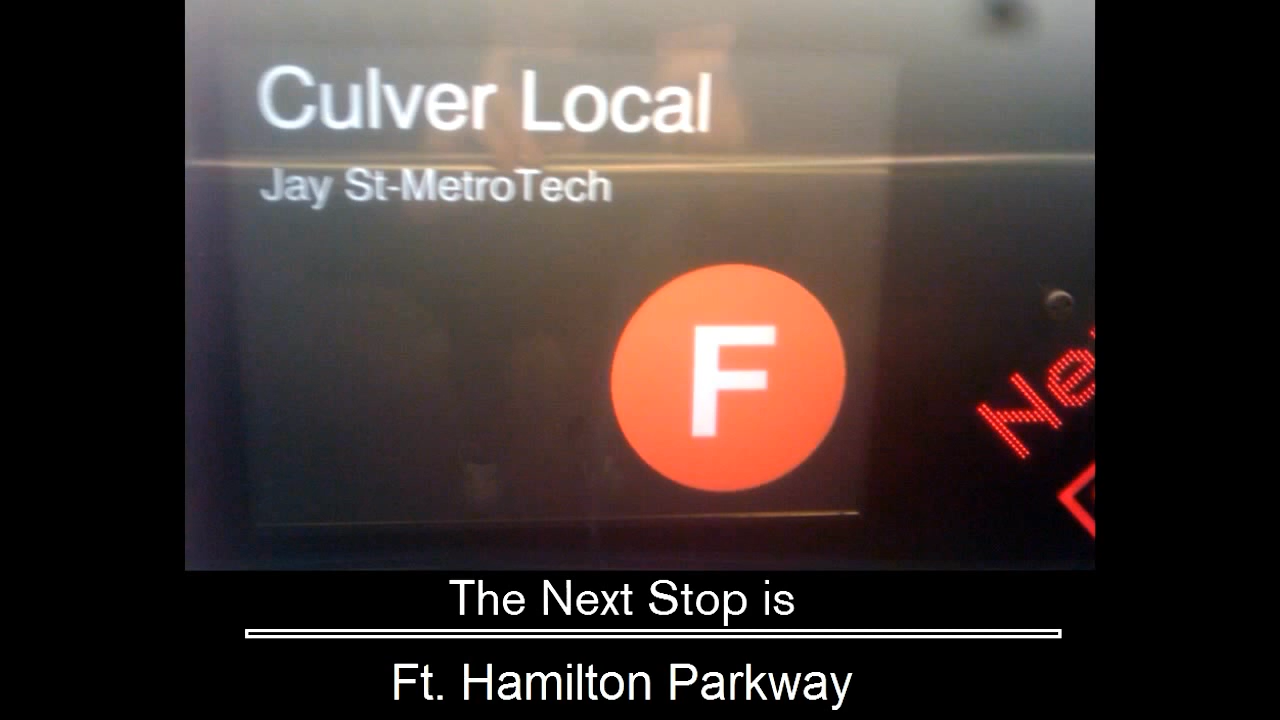 Culver Local
Jay St-MetroTech
F
The Next Stop is
Ft. Hamilton Parkway